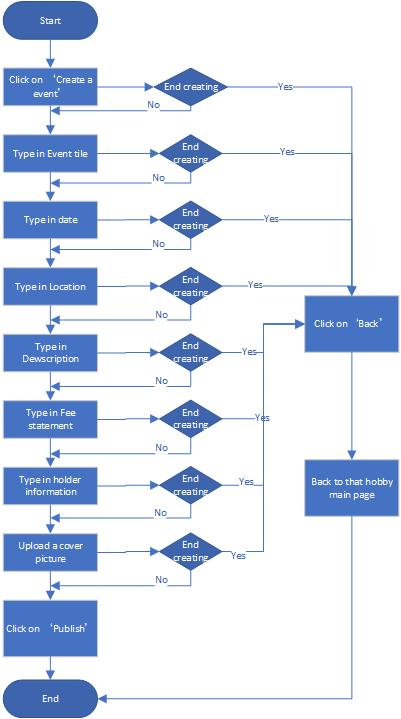 Start
Click on ‘Create a
event’
End creating
Yes
No
Type in Event tile
End
creating
Yes
No
Type in date
End
creating
Yes
No
Type in Location
End
creating
Yes
No
Click on ‘Back’
Type in
Dewscription
End
creating
Yes
No
Type in Fee
statement
End
creating
Yes
No
Type in holder
information
End
creating
Yes
No
Back to that hobby
main page
Upload a cover
picture
End
creating
Yes
No
Click on ‘Publish’
End